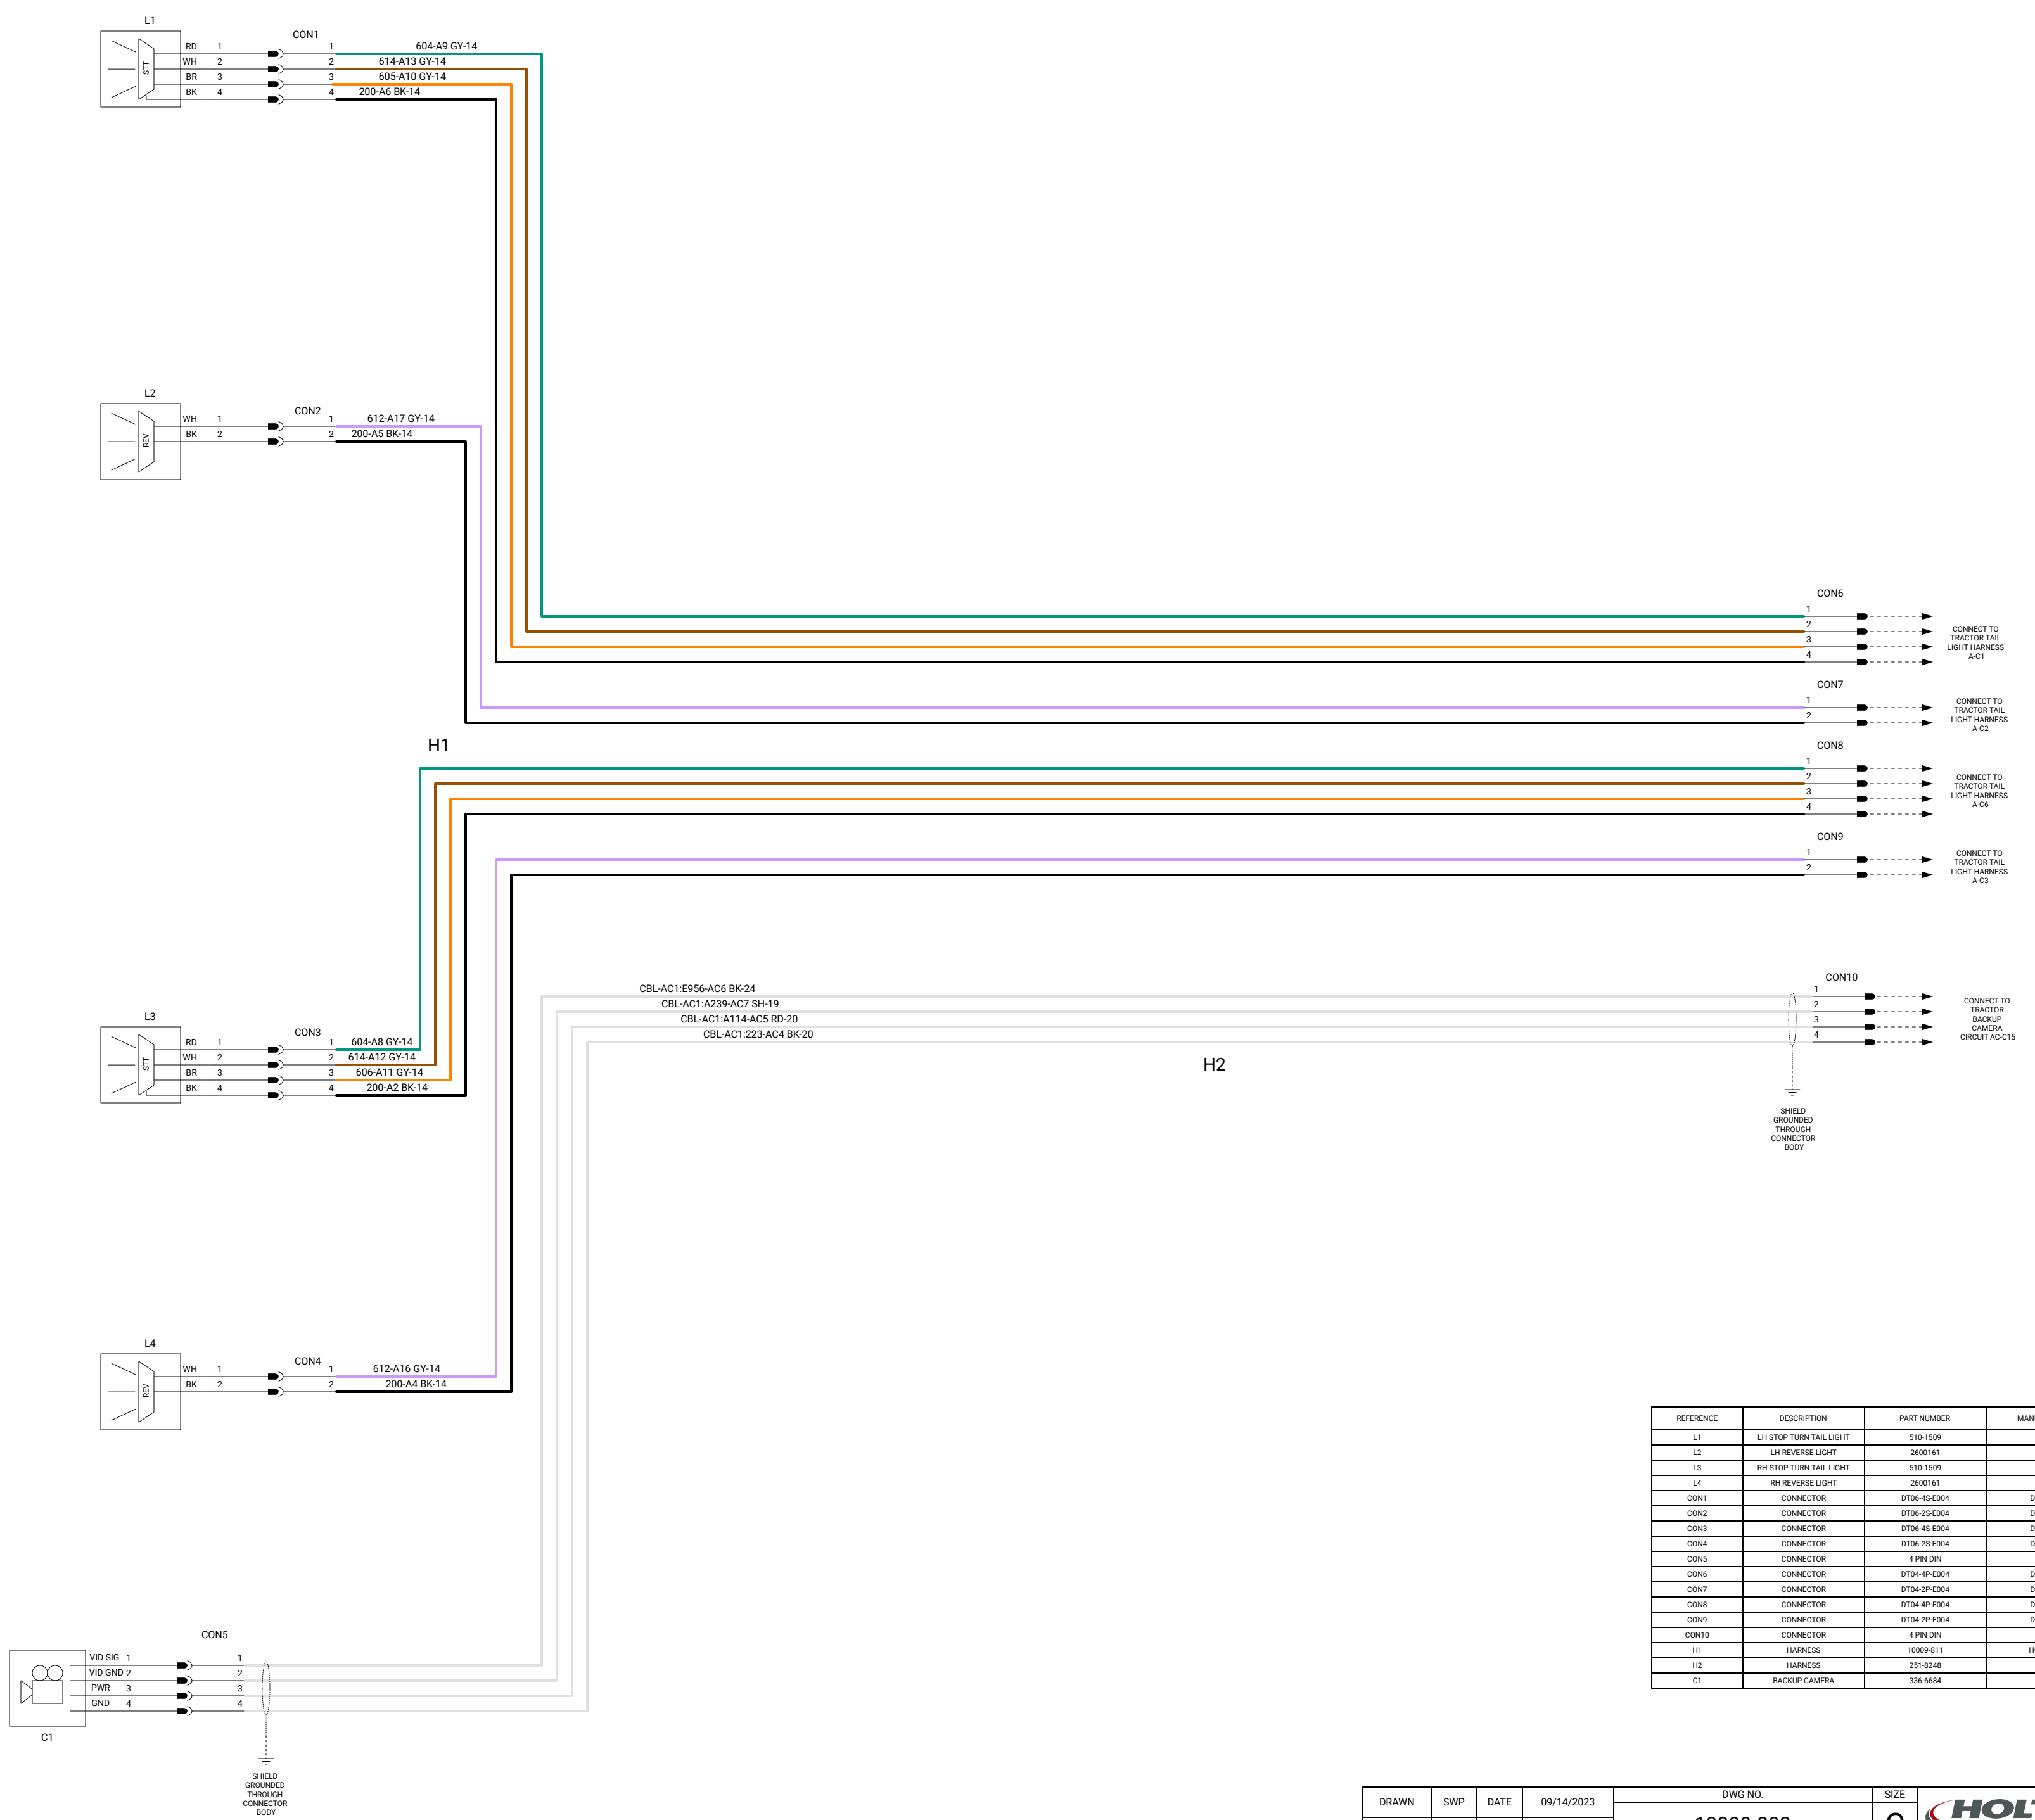 L1
CON1
RD 1
WH 2
BR 3
BK 4
STT
1 604-A9 GY-14
2 614-A13 GY-14
3 605-A10 GY-14
4 200-A6 BK-14
L2
CON2
WH 1
BK 2
REV
1 612-A17 GY-14
2 200-A5 BK-14
CON6
1
2
3
4
CONNECT TO
TRACTOR TAIL
LIGHT HARNESS
A-C1
CON7
1
2
CONNECT TO
TRACTOR TAIL
LIGHT HARNESS
A-C2
H1
CON8
1
2
3
4
CONNECT TO
TRACTOR TAIL
LIGHT HARNESS
A-C6
CON9
1
2
CONNECT TO
TRACTOR TAIL
LIGHT HARNESS
A-C3
CBL-AC1:E956-AC6 BK-24
CBL-AC1:A239-AC7 SH-19
CBL-AC1:A114-AC5 RD-20
CBL-AC1:223-AC4 BK-20
H2
CON10
1
2
3
4
CONNECT TO
TRACTOR
BACKUP
CAMERA
CIRCUIT AC-C15
SHIELD
GROUNDED
THROUGH
CONNECTOR
BODY
L3
CON3
RD 1
WH 2
BR 3
BK 4
STT
1 604-A8 GY-14
2 614-A12 GY-14
3 606-A11 GY-14
4 200-A2 BK-14
L4
CON4
WH 1
BK 2
REV
1 612-A16 GY-14
2 200-A4 BK-14
CON5
VID SIG 1 1
VID GND 2 2
PWR 3 3
GND 4 4
C1
SHIELD
GROUNDED
THROUGH
CONNECTOR
BODY
REFERENCE DESCRIPTION PART NUMBER
L1 LH STOP TURN TAIL LIGHT 510-1509
L2 LH REVERSE LIGHT 2600161
L3 RH STOP TURN TAIL LIGHT 510-1509
L4 RH REVERSE LIGHT 2600161
CON1 CONNECTOR DT06-4S-E004 D
CON2 CONNECTOR DT06-2S-E004 D
CON3 CONNECTOR DT06-4S-E004 D
CON4 CONNECTOR DT06-2S-E004 D
CON5 CONNECTOR 4 PIN DIN
CON6 CONNECTOR DT04-4P-E004 D
CON7 CONNECTOR DT04-2P-E004 D
CON8 CONNECTOR DT04-4P-E004 D
CON9 CONNECTOR DT04-2P-E004 D
CON10 CONNECTOR 4 PIN DIN
H1 HARNESS 10009-811 H
H2 HARNESS 251-8248
C1 BACKUP CAMERA 336-6684
DRAWN SWP DATE 09/14/2023 DWG NO. SIZE